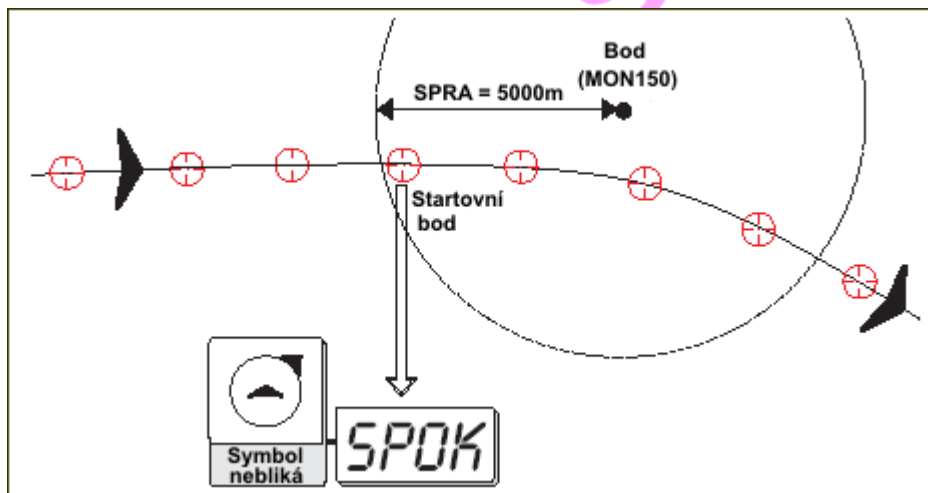 Bod
(MON150)
SPRA = 5000m
Startovní
bod
SPOK
Symbol
nebliká